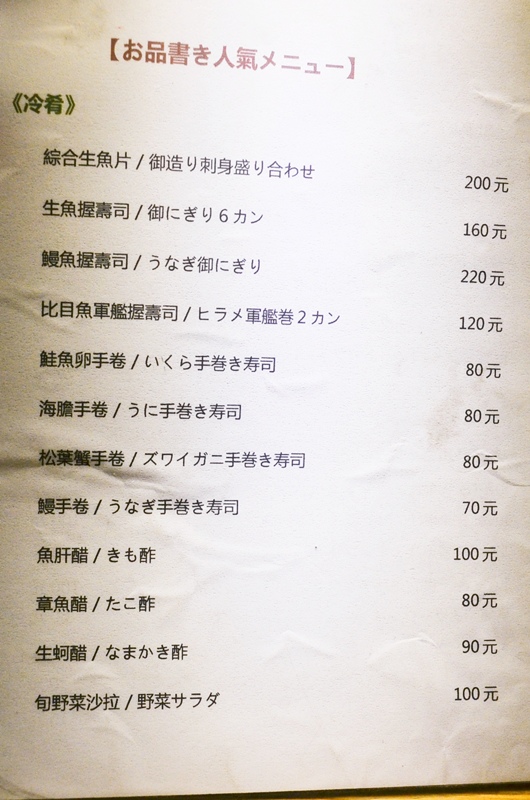 【お品書き人氣メニュー】
《冷肴》
綜合生魚片 / 御造り刺身盛り合わせ 200元
生魚握壽司 / 御にぎり6カン 160元
鰻魚握壽司 / うなぎ御にぎり 220元
比目魚軍艦握壽司 / ヒラメ軍艦巻2カン 120元
鮭魚卵手卷 / いくら手巻き寿司 80元
海膽手卷 / うに手巻き寿司 80元
松葉蟹手卷 / ズワイガニ手巻き寿司 80元
鰻手卷 / うなぎ手巻き寿司 70元
魚肝醋 / きも酢 100元
章魚醋 / たこ酢 80元
生蚵醋 / なまかき酢 90元
旬野菜沙拉 / 野菜サラダ 100元